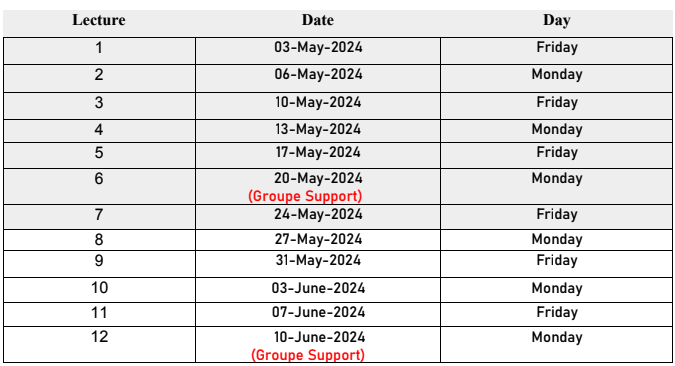 Lecture Date Day
1 03-May-2024 Friday
2 06-May-2024 Monday
3 10-May-2024 Friday
4 13-May-2024 Monday
5 17-May-2024 Friday
6 20-May-2024 Monday
(Groupe Support)
7 24-May-2024 Friday
8 27-May-2024 Monday
9 31-May-2024 Friday
10 03-June-2024 Monday
11 07-June-2024 Friday
12 10-June-2024 Monday
(Groupe Support)